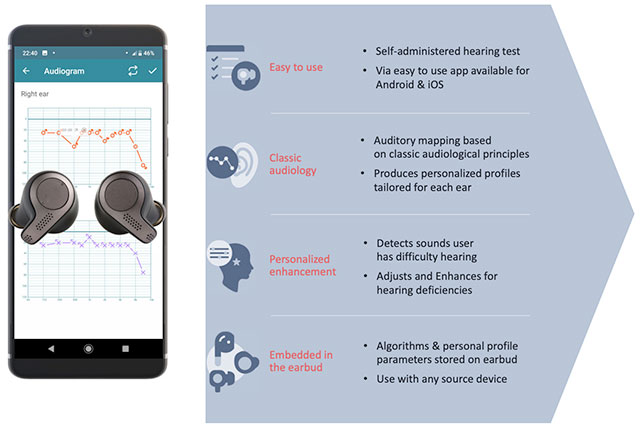 22:40
46%
Audiogram
Right ear
Easy to use
• Self-administered hearing test
• Via easy to use app available for
Android & iOS
Classic
audiology
• Auditory mapping based
on classic audiological principles
• Produces personalized profiles
tailored for each ear
Personalized
enhancement
• Detects sounds user
has difficulty hearing
• Adjusts and Enhances for
hearing deficiencies
Embedded in
the earbud
• Algorithms & personal profile
parameters stored on earbud
• Use with any source device